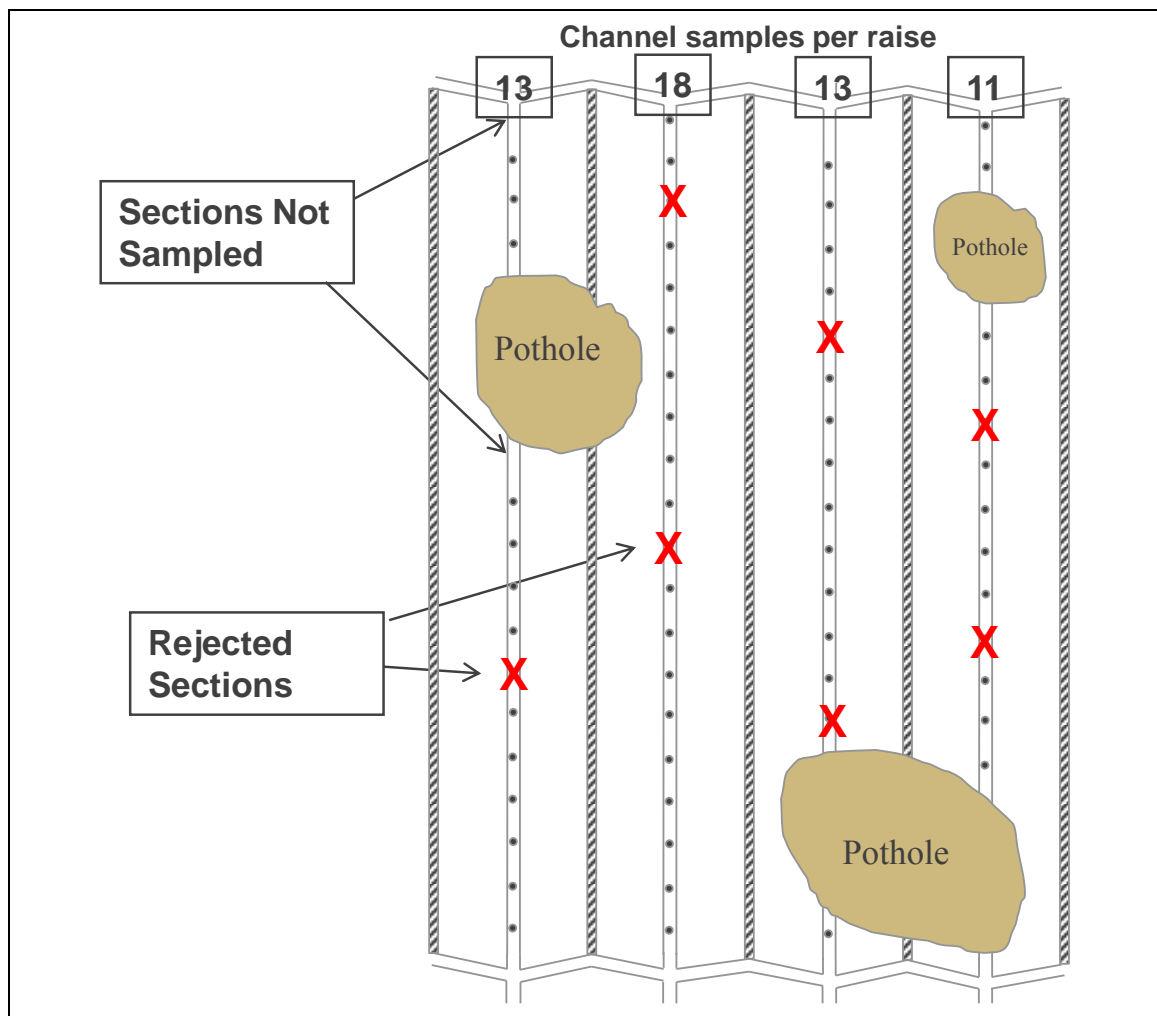 Channel samples per raise
13
18
13
11
Sections Not
Sampled
Pothole
Pothole
Rejected
Sections
Pothole